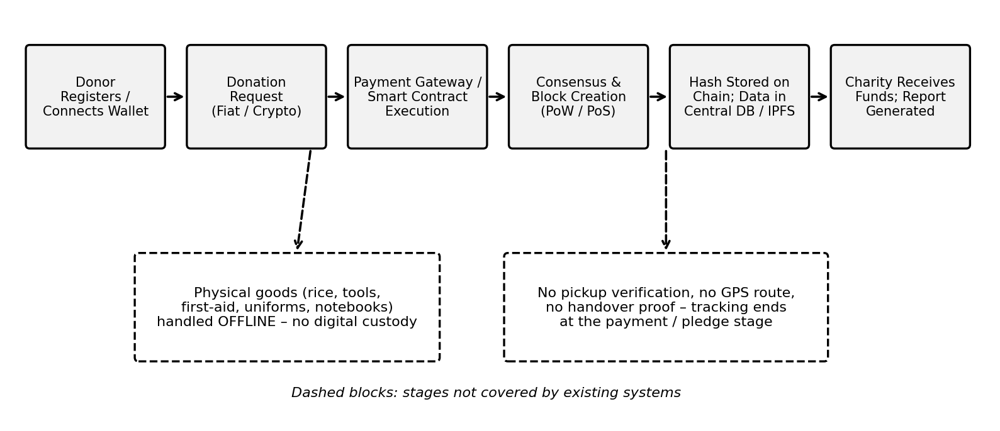 Donor
Registers /
Connects Wallet
Donation
Request
(Fiat / Crypto)
Payment Gateway /
Smart Contract
Execution
Consensus &
Block Creation
(PoW / PoS)
Hash Stored on
Chain; Data in
Central DB / IPFS
Charity Receives
Funds; Report
Generated
Physical goods (rice, tools,
first-aid, uniforms, notebooks)
handled OFFLINE – no digital custody
No pickup verification, no GPS route,
no handover proof – tracking ends
at the payment / pledge stage
Dashed blocks: stages not covered by existing systems